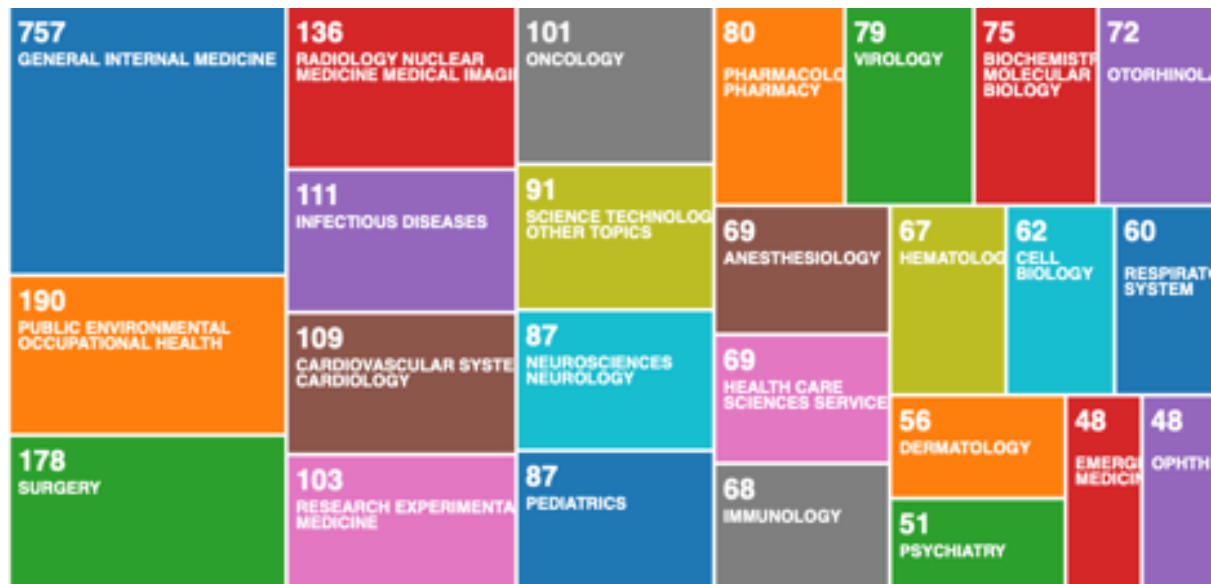 757
GENERAL INTERNAL MEDICINE
190
PUBLIC ENVIRONMENTAL
OCCUPATIONAL HEALTH
178
SURGERY
136
RADIOLOGY NUCLEAR
MEDICINE MEDICAL IMAGI
111
INFECTIOUS DISEASES
109
CARDIOVASCULAR SYSTE
CARDIOLOGY
103
RESEARCH EXPERIMENTA
MEDICINE
101
ONCOLOGY
91
SCIENCE TECHNOLOG
OTHER TOPICS
87
NEUROSCIENCES
NEUROLOGY
87
PEDIATRICS
80
PHARMACOLO
PHARMACY
79
VIROLOGY
75
BIOCHEMISTR
MOLECULAR
BIOLOGY
72
OTORHINOLA
69
ANESTHESIOLOGY
69
HEALTH CARE
SCIENCES SERVICE
68
IMMUNOLOGY
67
HEMATOLOG
62
CELL
BIOLOGY
60
RESPIRATO
SYSTEM
56
DERMATOLOGY
51
PSYCHIATRY
48
EMERG
MEDICIN
48
OPHTH